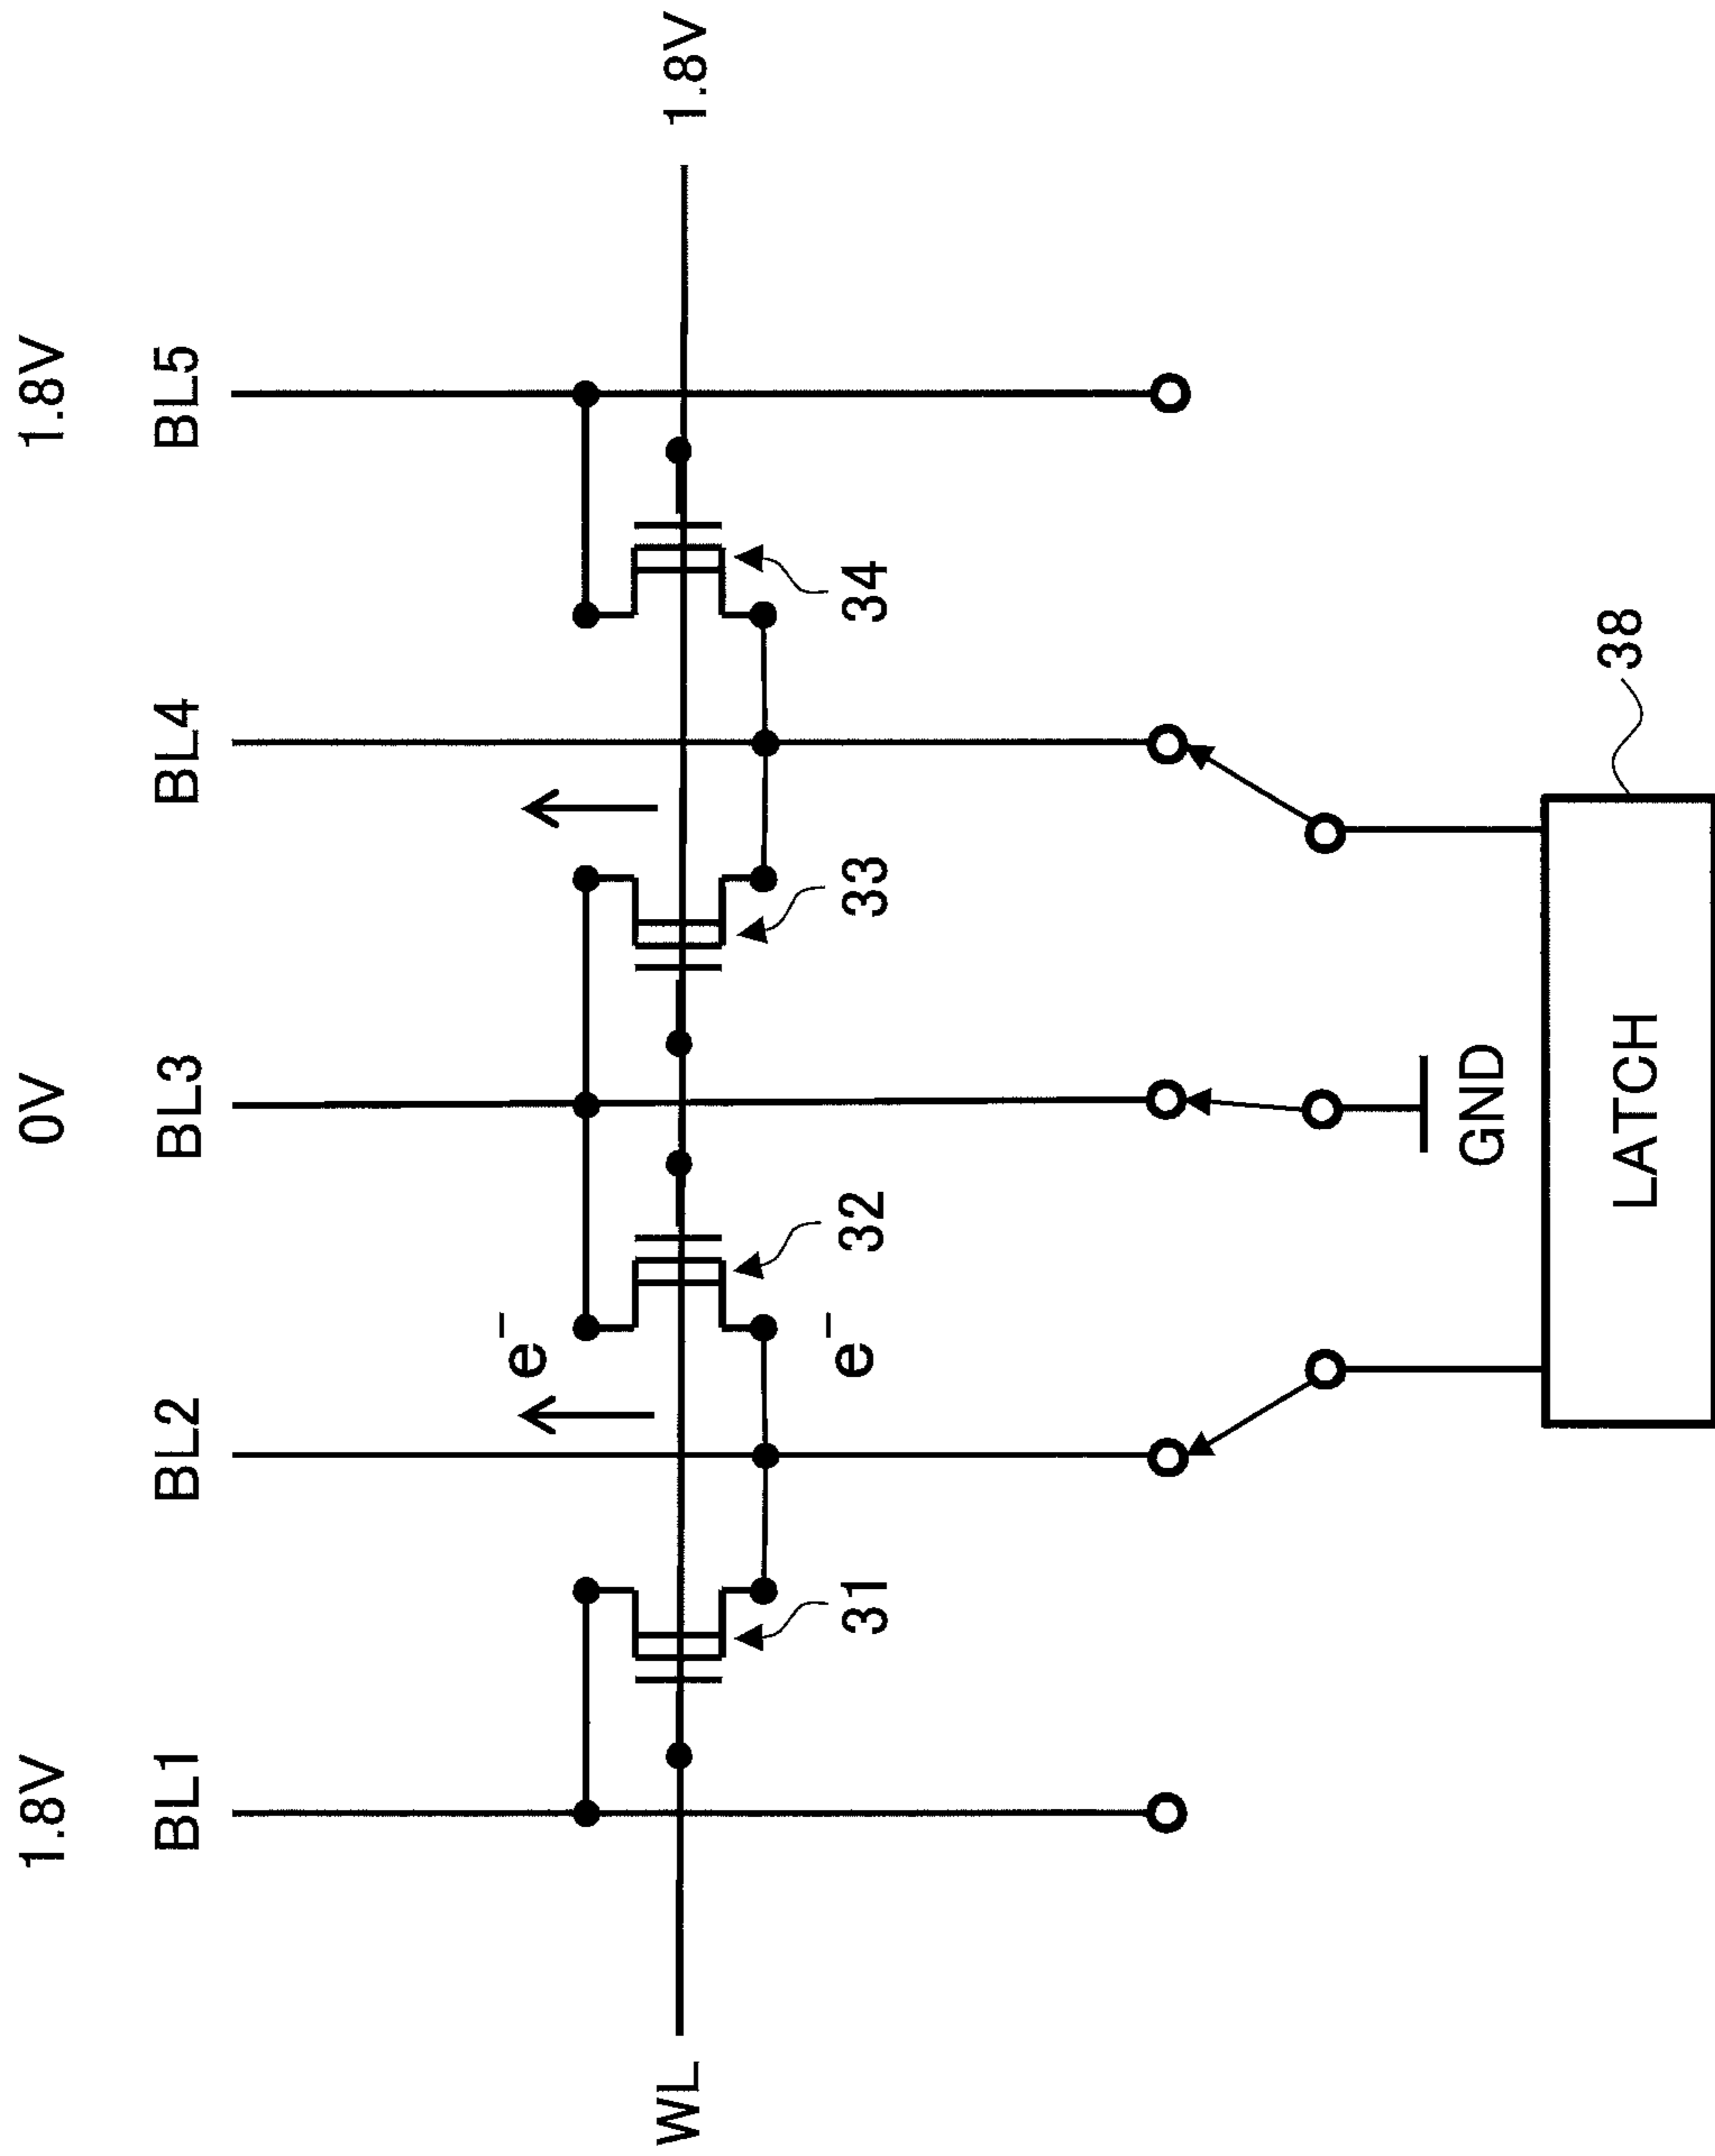 1.8V 0V 1.8V
BL1 BL2 BL3 BL4 BL5
e⁻
WL 1.8V
31 e⁻ 32 33 34
GND
38
LATCH